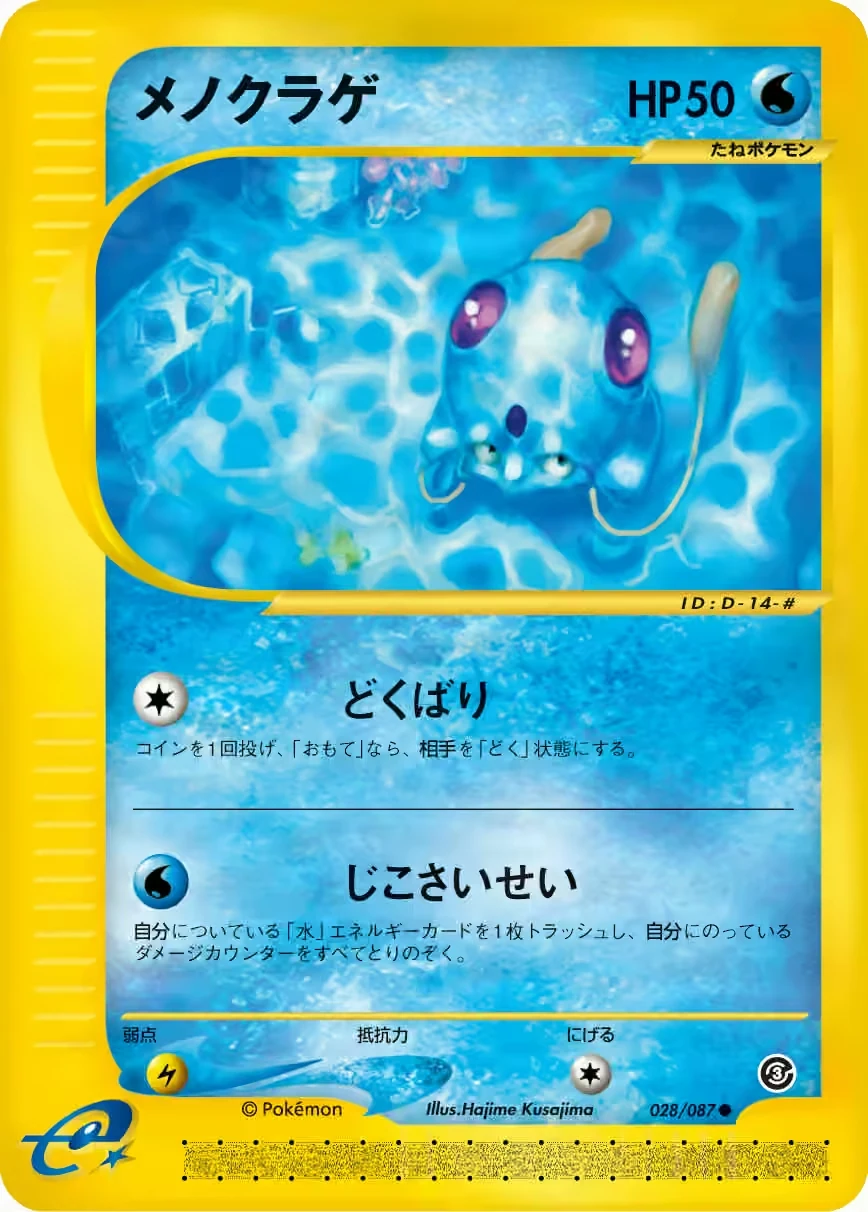 メノクラゲ
HP50
たねポケモン
ID:D-14-#
どくばり
コインを1回投げ、「おもて」なら、相手を「どく」状態にする。
じこさいせい
自分についている「水」エネルギーカードを1枚トラッシュし、自分にのっている
ダメージカウンターをすべてとりのぞく。
弱点 抵抗力 にげる
3
© Pokémon Illus.Hajime Kusajima 028/087●
e